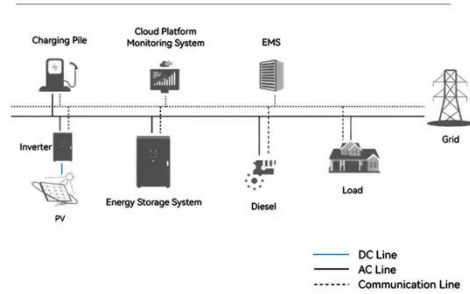 Charging Pile
Cloud Platform
Monitoring System
EMS
Grid
Inverter
PV
Energy Storage System
Diesel
Load
DC Line
AC Line
Communication Line